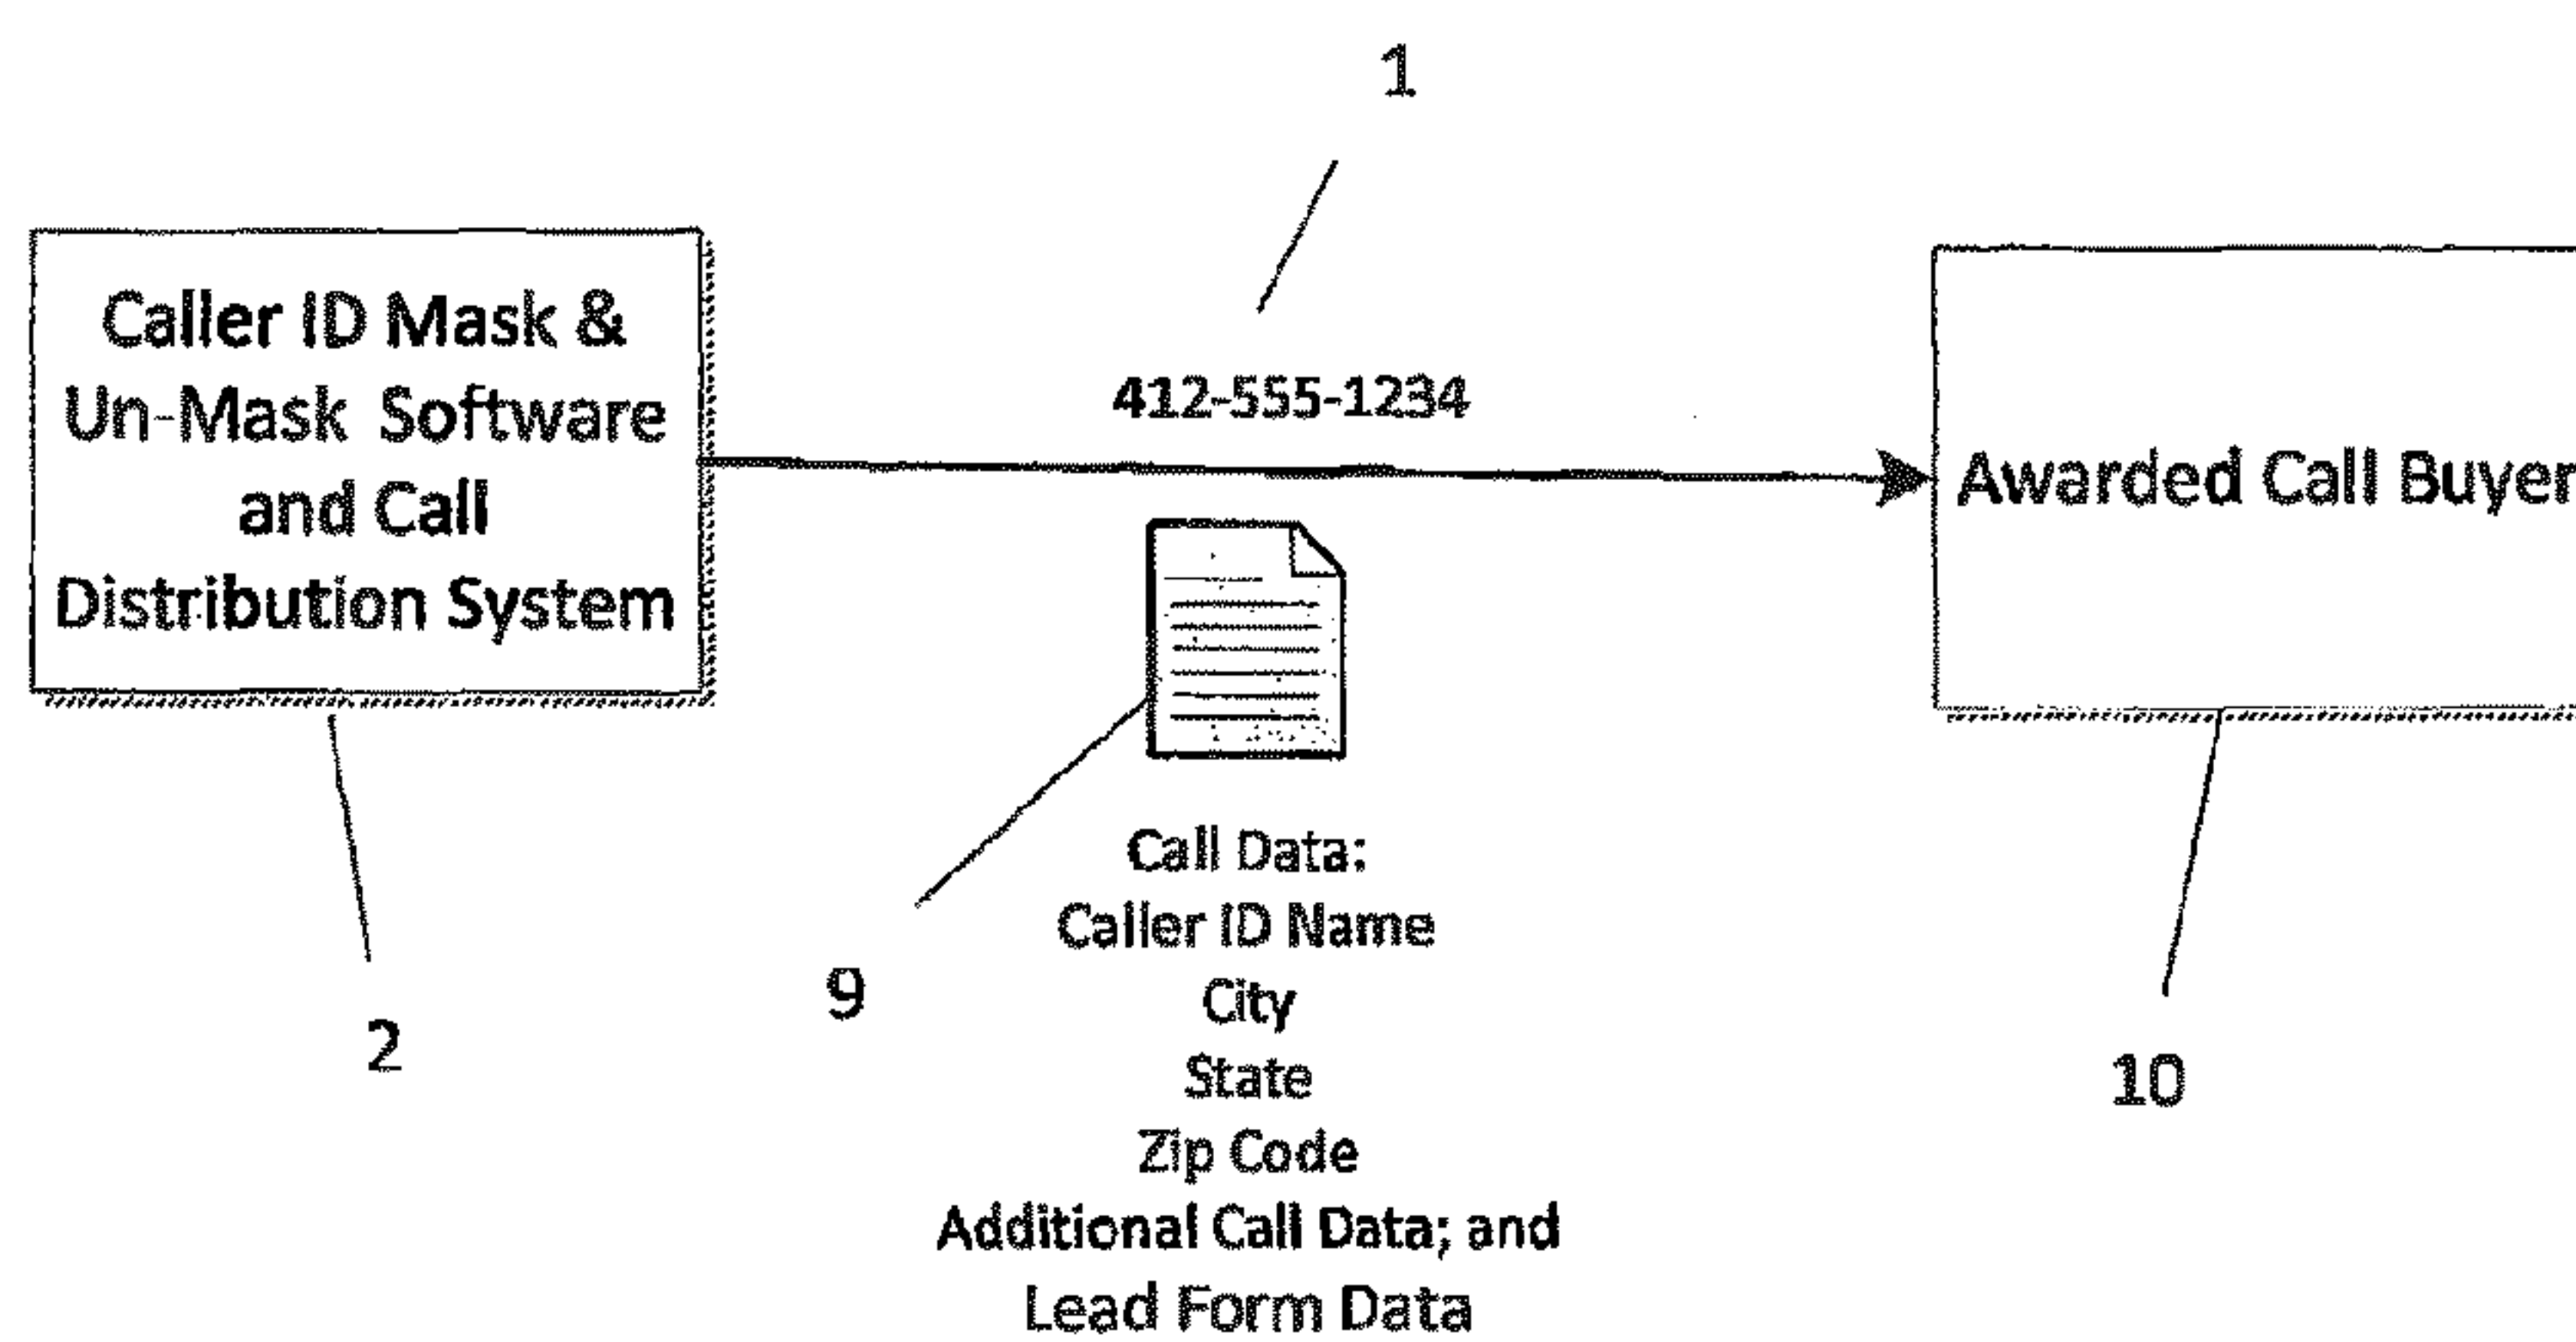 1
Caller ID Mask &
Un-Mask Software
and Call
Distribution System
412-555-1234
Awarded Call Buyer
Call Data:
Caller ID Name
City
State
Zip Code
Additional Call Data; and
Lead Form Data
9
2
10